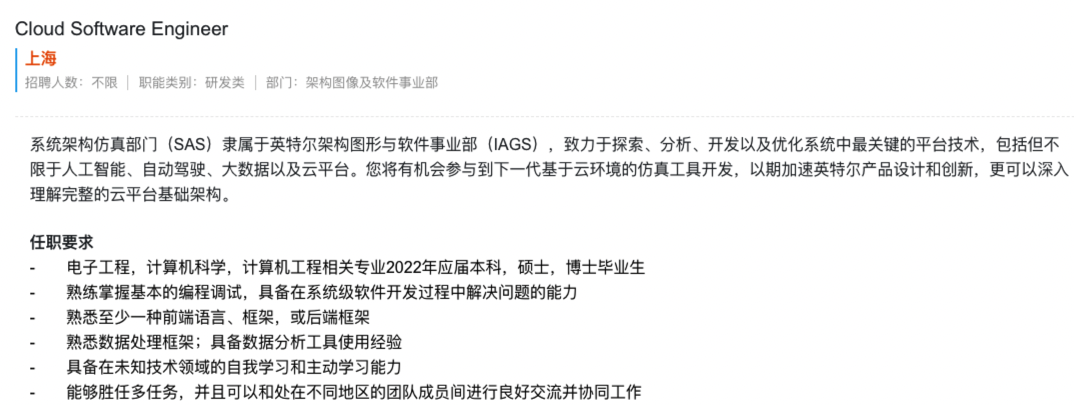 Cloud Software Engineer
上海
招聘人数：不限 | 职能类别：研发类 | 部门：架构图像及软件事业部
系统架构仿真部门（SAS）隶属于英特尔架构图形与软件事业部（IAGS），致力于探索、分析、开发以及优化系统中最关键的平台技术，包括但不
限于人工智能、自动驾驶、大数据以及云平台。您将有机会参与到下一代基于云环境的仿真工具开发，以期加速英特尔产品设计和创新，更可以深入
理解完整的云平台基础架构。
任职要求
- 电子工程，计算机科学，计算机工程相关专业2022年应届本科，硕士，博士毕业生
- 熟练掌握基本的编程调试，具备在系统级软件开发过程中解决问题的能力
- 熟悉至少一种前端语言、框架，或后端框架
- 熟悉数据处理框架；具备数据分析工具使用经验
- 具备在未知技术领域的自我学习和主动学习能力
- 能够胜任多任务，并且可以和处在不同地区的团队成员间进行良好交流并协同工作